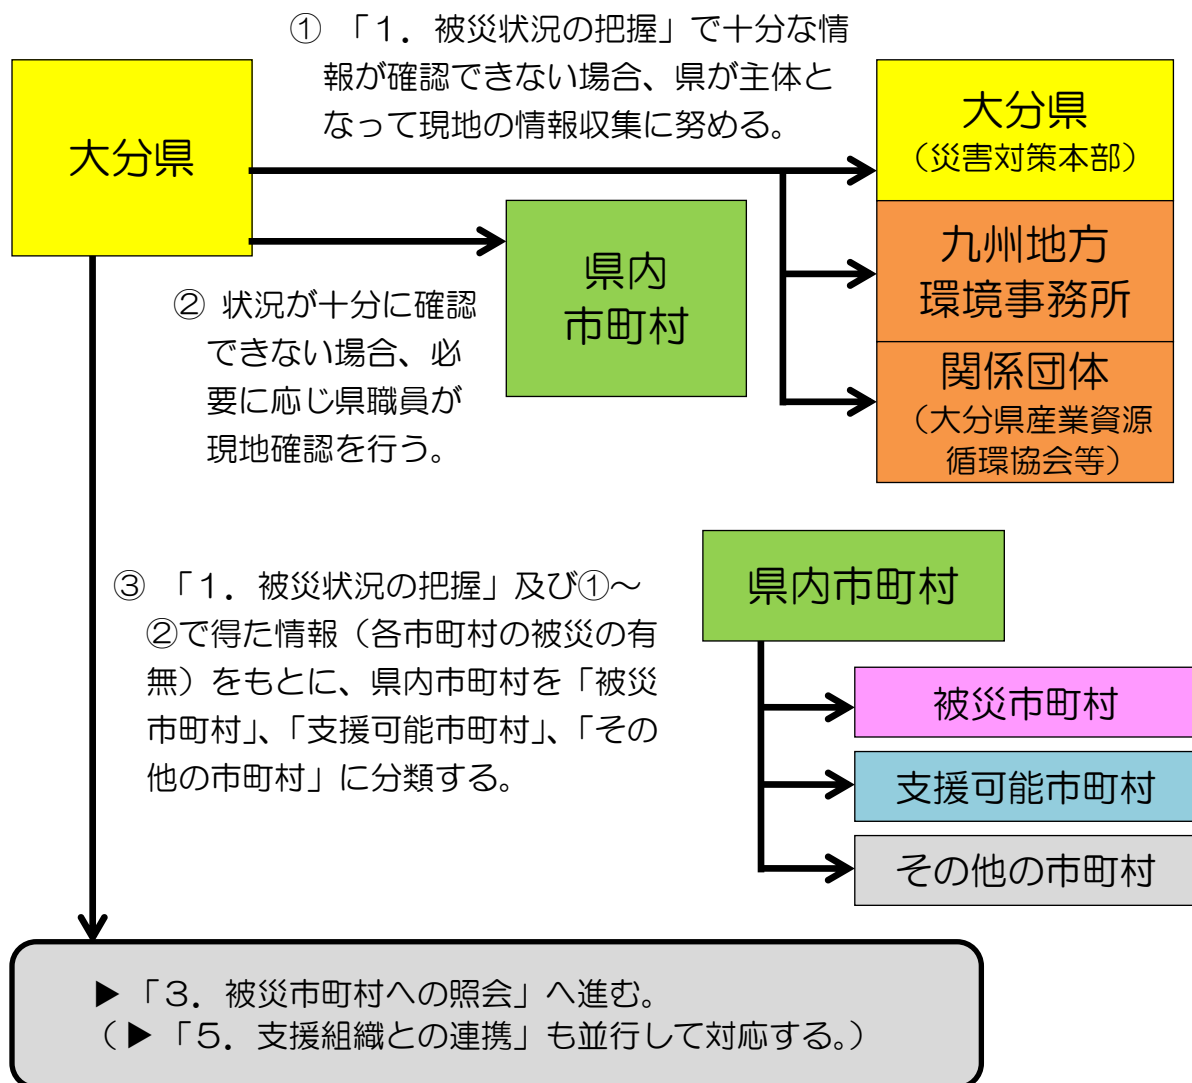 ① 「１．被災状況の把握」で十分な情
報が確認できない場合、県が主体と
なって現地の情報収集に努める。
大分県
大分県
（災害対策本部）
九州地方
環境事務所
関係団体
（大分県産業資源
循環協会等）
県内
市町村
② 状況が十分に確認
できない場合、必
要に応じ県職員が
現地確認を行う。
③ 「１．被災状況の把握」及び①～
②で得た情報（各市町村の被災の有
無）をもとに、県内市町村を「被災
市町村」、「支援可能市町村」、「その
他の市町村」に分類する。
県内市町村
被災市町村
支援可能市町村
その他の市町村
▶「３．被災市町村への照会」へ進む。
（▶「５．支援組織との連携」も並行して対応する。）